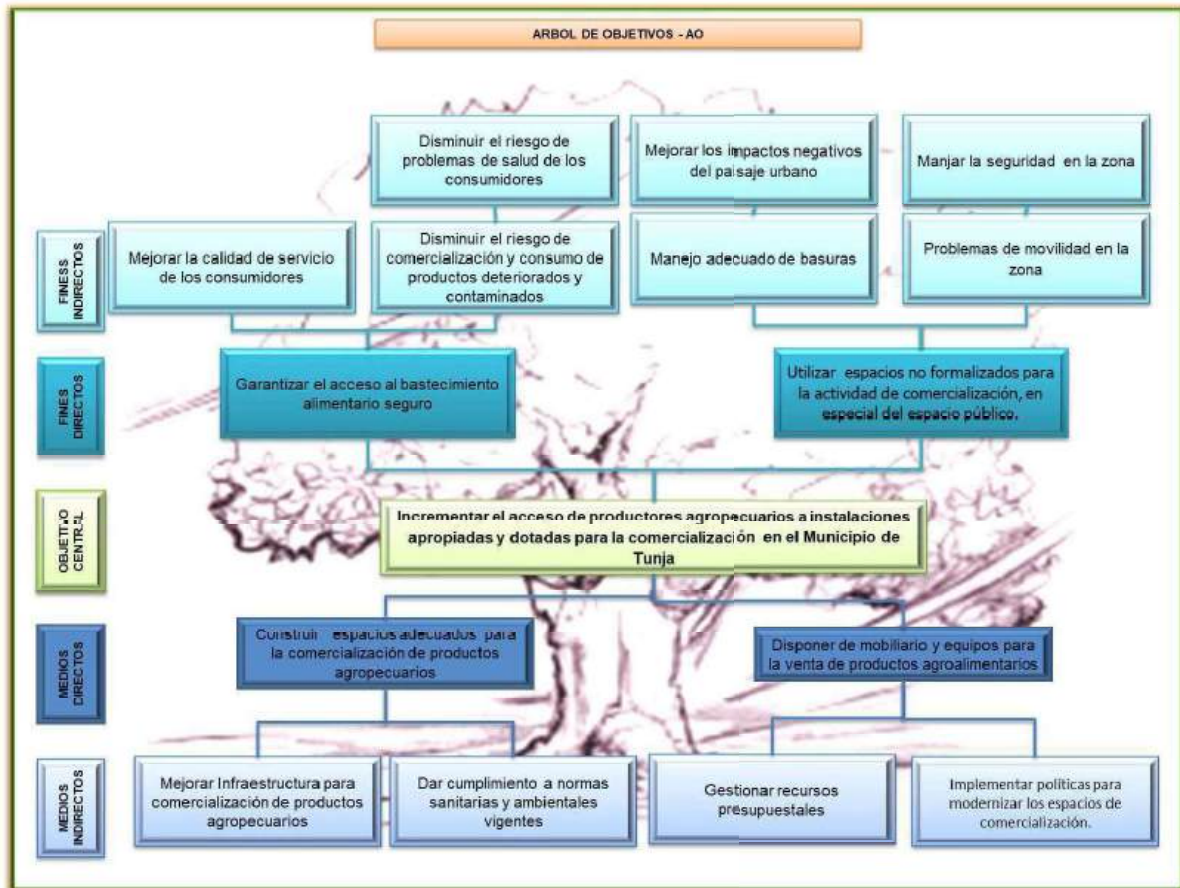 ARBOL DE OBJETIVOS - AO
Disminuir el riesgo de
problemas de salud de los
consumidores
Mejorar los impactos negativos
del paisaje urbano
Manjar la seguridad en la zona
FINESS
INDIRECTOS
Mejorar la calidad de servicio
de los consumidores
Disminuir el riesgo de
comercialización y consumo de
productos deteriorados y
contaminados
Manejo adecuado de basuras
Problemas de movilidad en la
zona
FINES
DIRECTOS
Garantizar el acceso al bastecimiento
alimentario seguro
Utilizar espacios no formalizados para
la actividad de comercialización, en
especial del espacio público.
OBJETIVO
CENTRAL
Incrementar el acceso de productores agropecuarios a instalaciones
apropiadas y dotadas para la comercialización en el Municipio de
Tunja
MEDIOS
DIRECTOS
Construir espacios adecuados para
la comercialización de productos
agropecuarios
Disponer de mobiliario y equipos para
la venta de productos agroalimentarios
MEDIOS
INDIRECTOS
Mejorar Infraestructura para
comercialización de productos
agropecuarios
Dar cumplimiento a normas
sanitarias y ambientales
vigentes
Gestionar recursos
presupuestales
Implementar políticas para
modernizar los espacios de
comercialización.